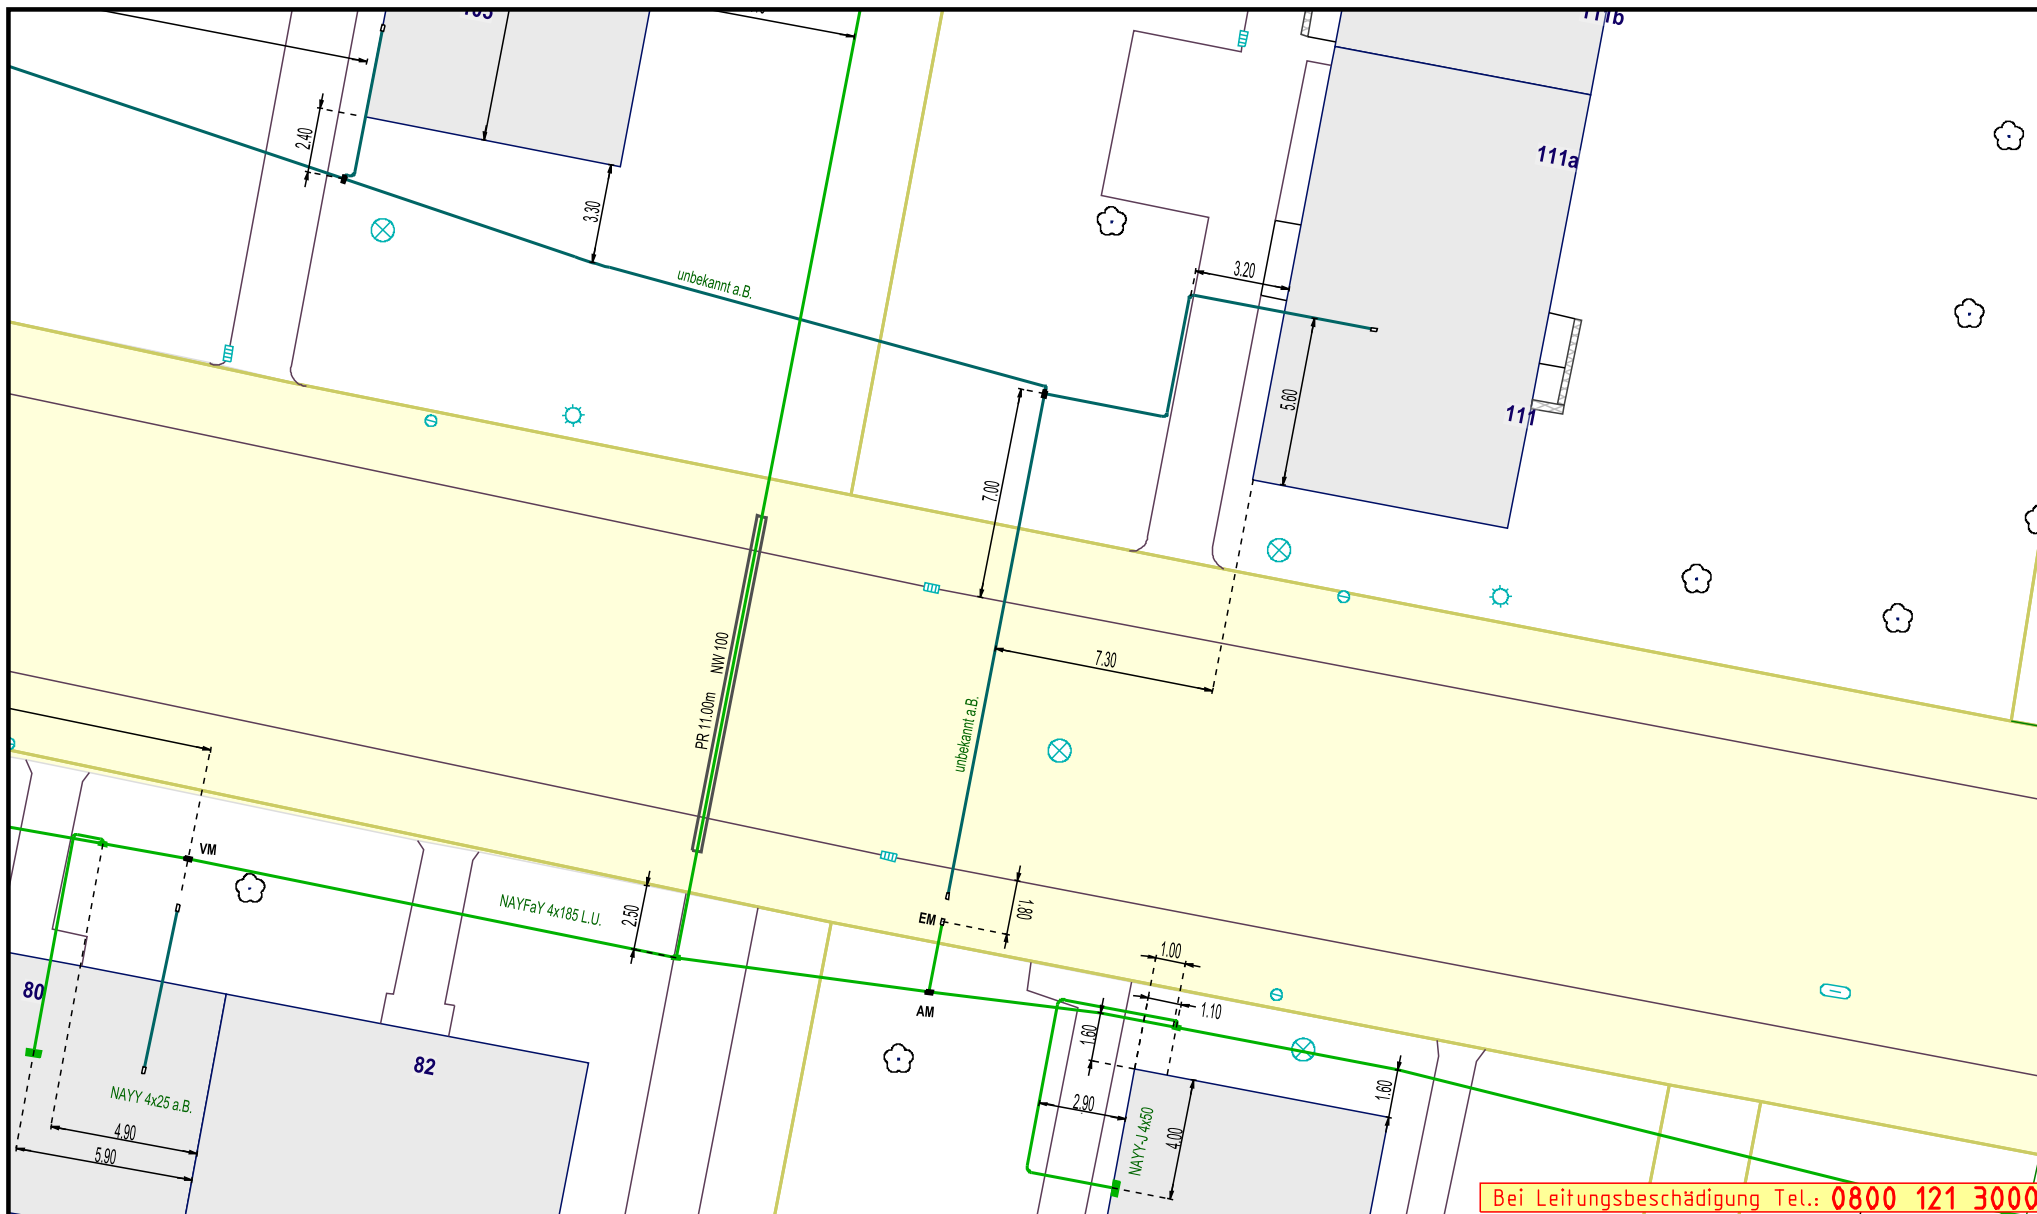 111b
111a
2.40
3.30
unbekannt a.B.
3.20
5.60
111
7.00
NW 100
PR 11.00m
7.30
unbekannt a.B.
VM
NAYFaY 4x185 L.U.
2.50
EM
1.80
1.00
1.10
AM
80
82
1.60
1.60
NAYY 4x25 a.B.
2.90
NAYY-J 4x50
4.00
4.90
5.90
Bei Leitungsbeschädigung Tel.: 0800 121 3000